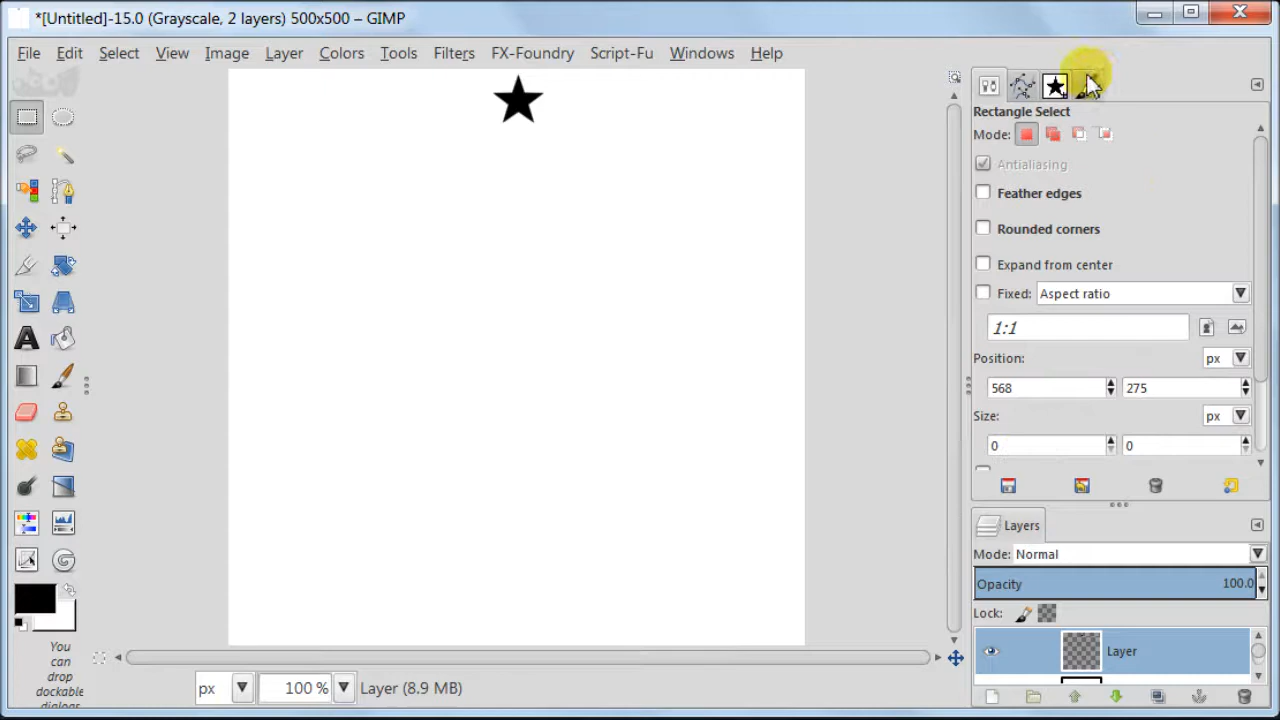 *[Untitled]-15.0 (Grayscale, 2 layers) 500x500 – GIMP
File Edit Select View Image Layer Colors Tools Filters FX-Foundry Script-Fu Windows Help
Rectangle Select
Mode:
Antialiasing
Feather edges
Rounded corners
Expand from center
Fixed: Aspect ratio
1:1
Position: px
568 275
Size: px
0 0
Layers
Mode: Normal
Opacity 100.0
Lock:
Layer
You
can
drop
dockable
dialogs
px 100 % Layer (8.9 MB)